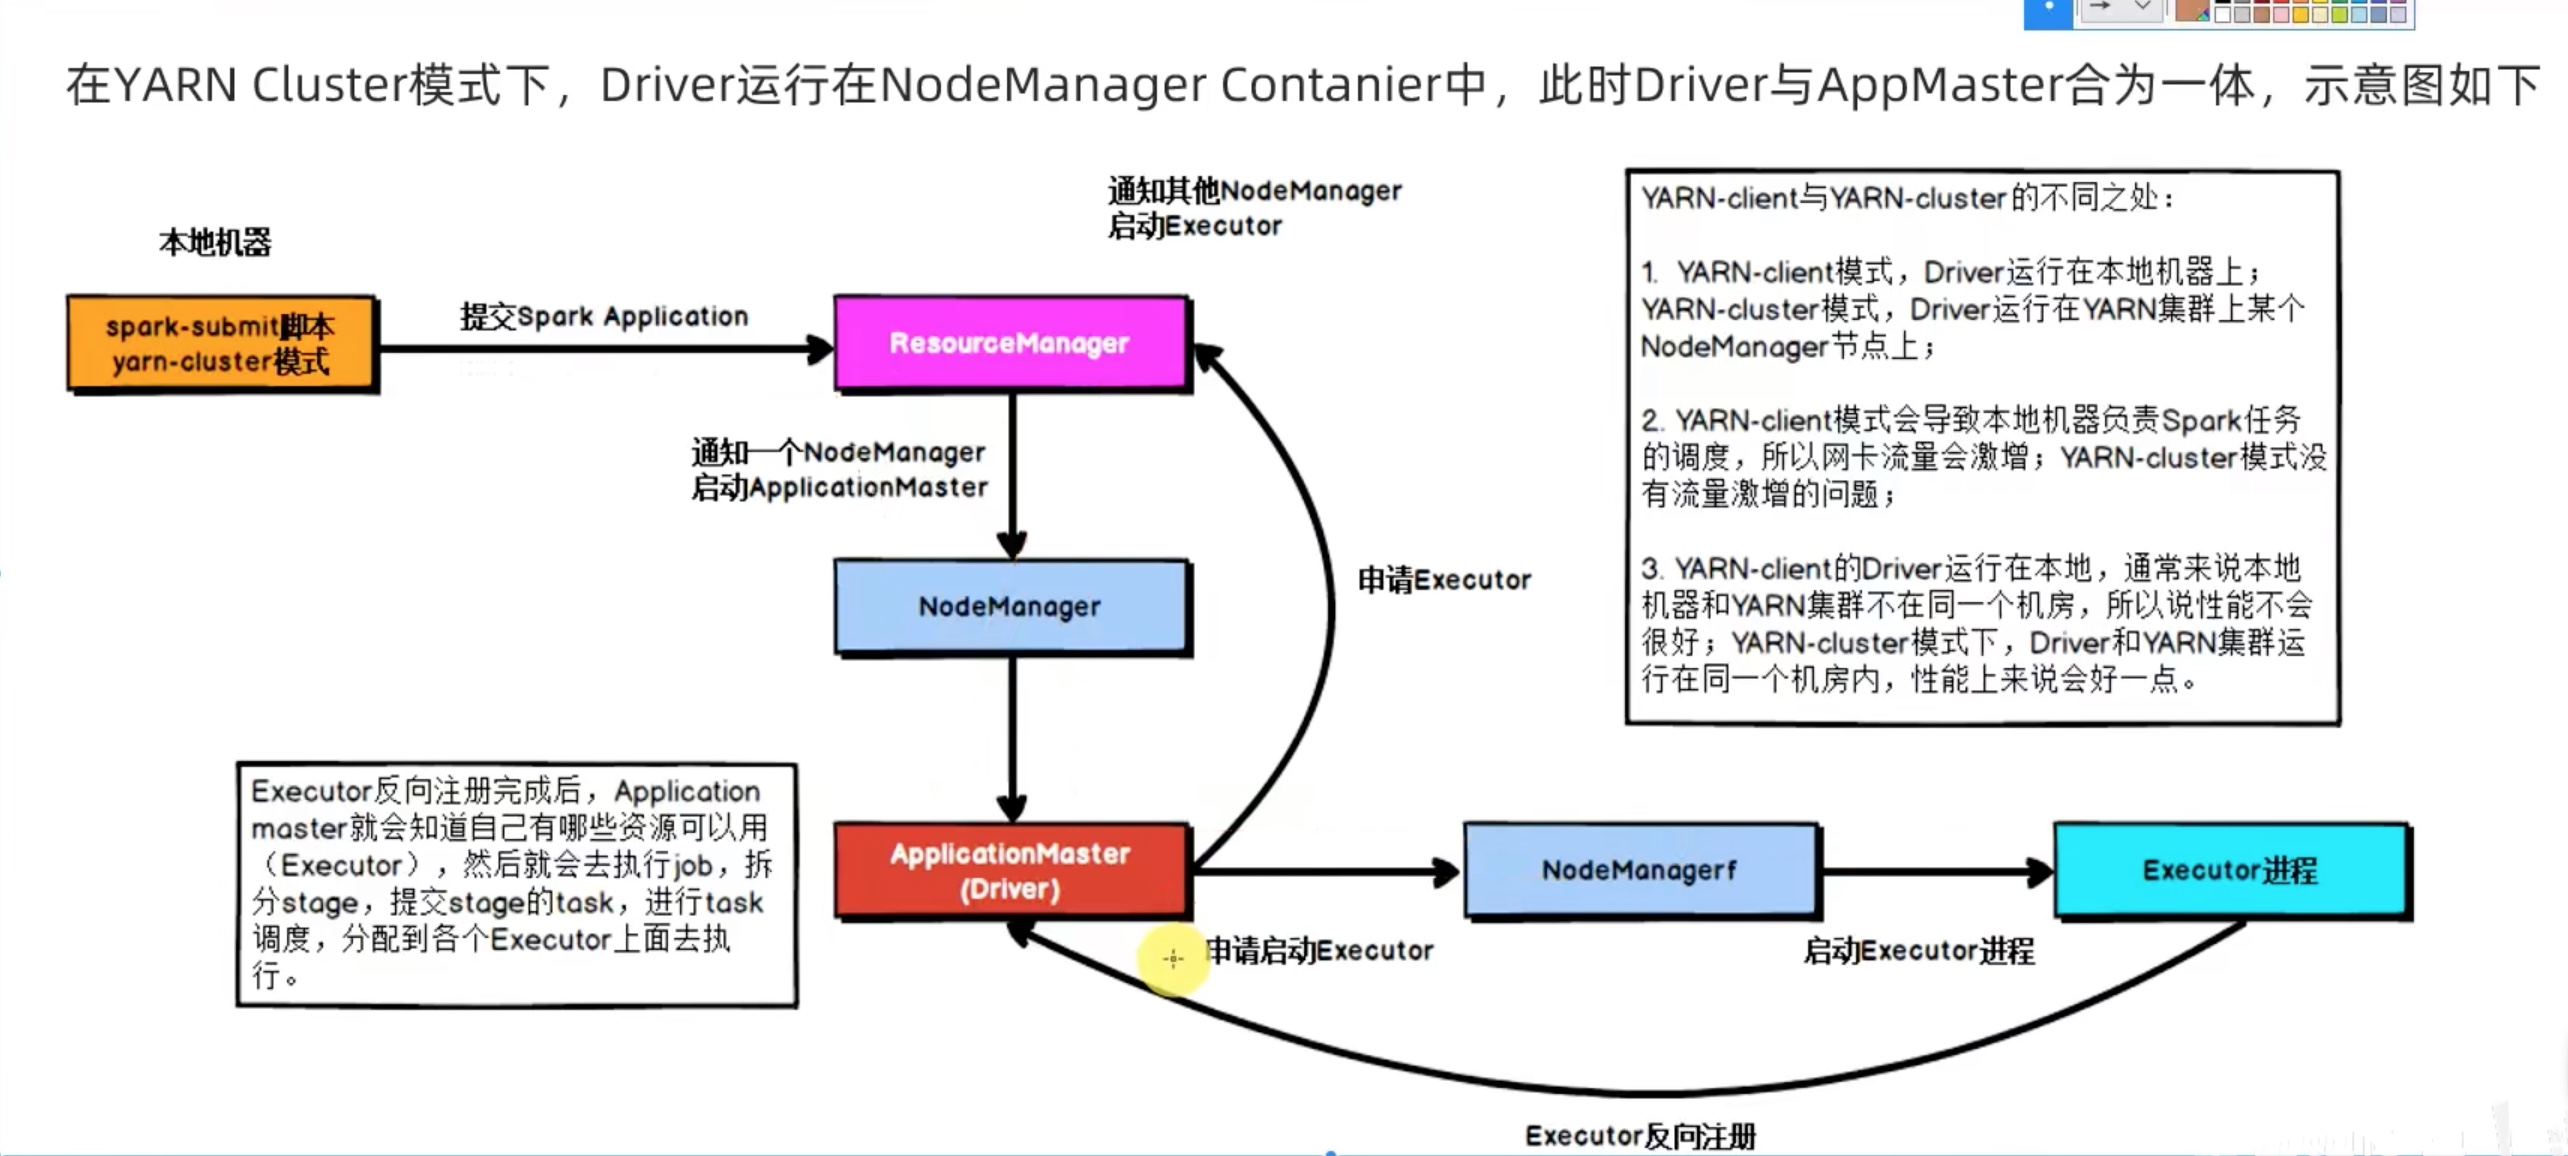 在YARN Cluster模式下，Driver运行在NodeManager Contanier中，此时Driver与AppMaster合为一体，示意图如下
通知其他NodeManager
启动Executor
本地机器
spark-submit脚本
yarn-cluster模式
提交Spark Application
ResourceManager
通知一个NodeManager
启动ApplicationMaster
NodeManager
申请Executor
YARN-client与YARN-cluster的不同之处：
1. YARN-client模式，Driver运行在本地机器上；
YARN-cluster模式，Driver运行在YARN集群上某个
NodeManager节点上；
2. YARN-client模式会导致本地机器负责Spark任务
的调度，所以网卡流量会激增；YARN-cluster模式没
有流量激增的问题；
3. YARN-client的Driver运行在本地，通常来说本地
机器和YARN集群不在同一个机房，所以说性能不会
很好；YARN-cluster模式下，Driver和YARN集群运
行在同一个机房内，性能上来说会好一点。
Executor反向注册完成后，Application
master就会知道自己有哪些资源可以用
（Executor），然后就会去执行job，拆
分stage，提交stage的task，进行task
调度，分配到各个Executor上面去执
行。
ApplicationMaster
(Driver)
申请启动Executor
NodeManagerf
启动Executor进程
Executor进程
Executor反向注册